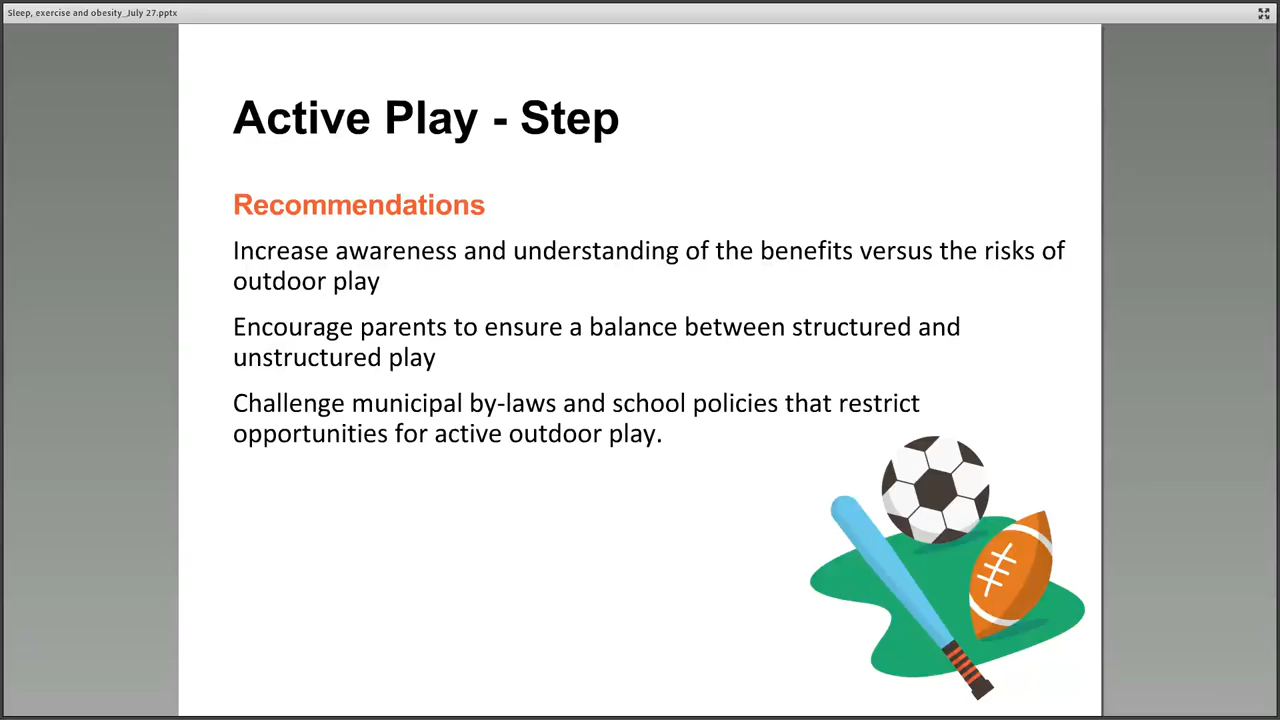 Sleep, exercise and obesity_July 27.pptx
Active Play - Step
Recommendations
Increase awareness and understanding of the benefits versus the risks of
outdoor play
Encourage parents to ensure a balance between structured and
unstructured play
Challenge municipal by-laws and school policies that restrict
opportunities for active outdoor play.